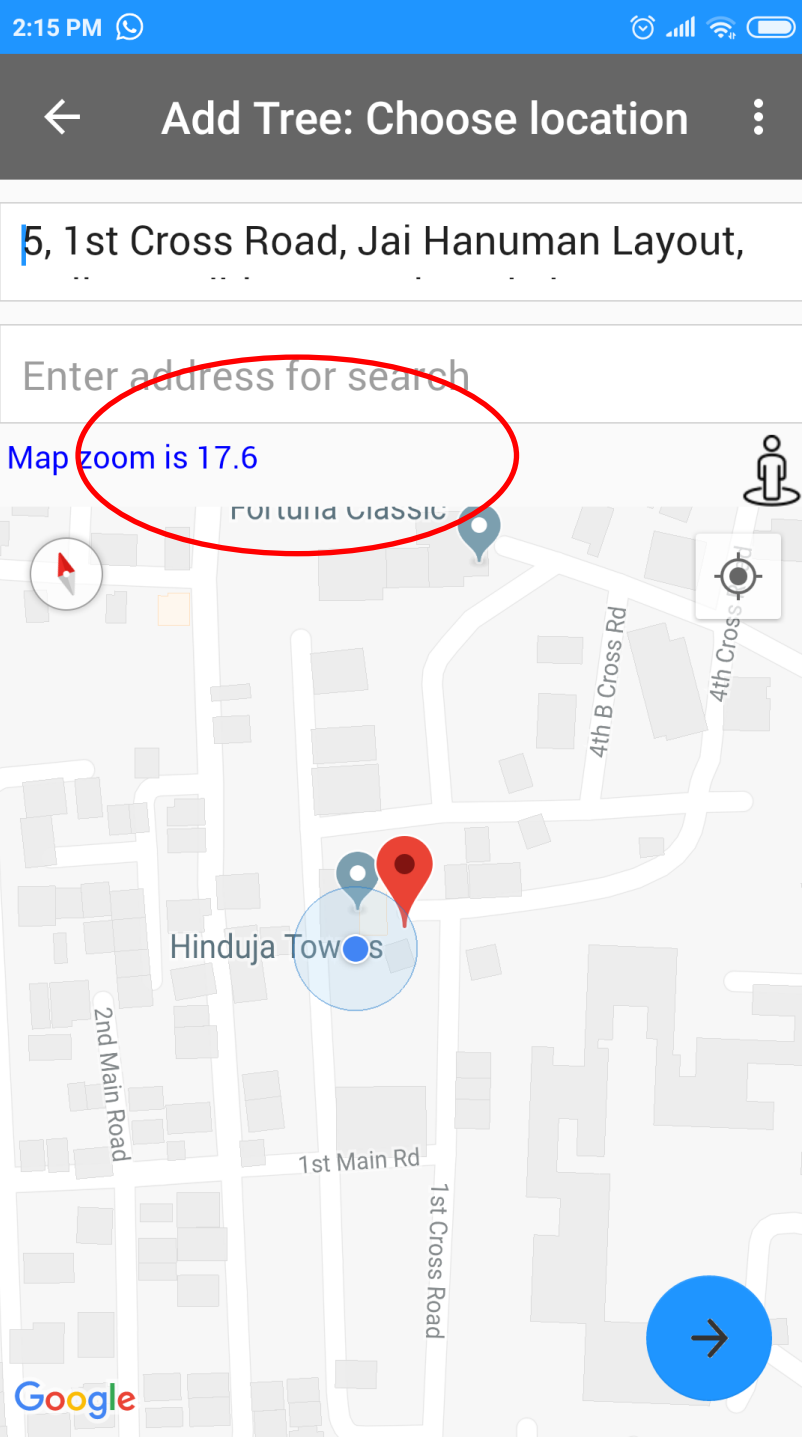 2:15 PM
Add Tree: Choose location
5, 1st Cross Road, Jai Hanuman Layout,
Enter address for search
Map zoom is 17.6
Fortuna Classic
4th B Cross Rd
4th Cross
Hinduja Towers
2nd Main Road
1st Main Rd
1st Cross Road
Google